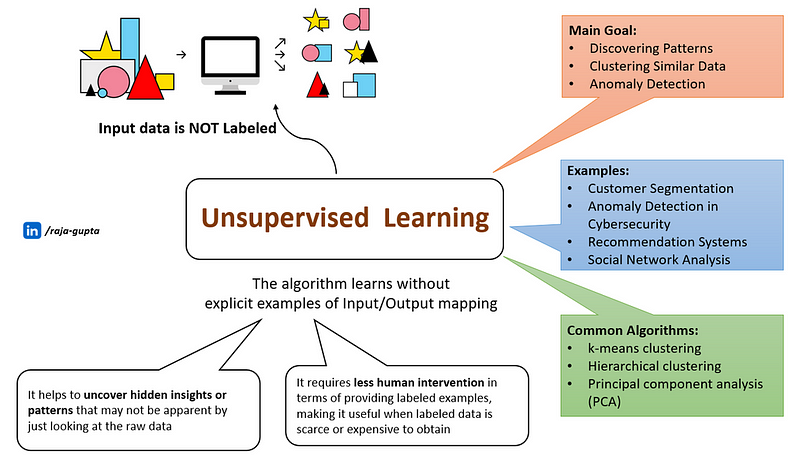 Input data is NOT Labeled
Main Goal:
• Discovering Patterns
• Clustering Similar Data
• Anomaly Detection
Unsupervised Learning
Examples:
• Customer Segmentation
• Anomaly Detection in
Cybersecurity
• Recommendation Systems
• Social Network Analysis
in /raja-gupta
The algorithm learns without
explicit examples of Input/Output mapping
Common Algorithms:
• k-means clustering
• Hierarchical clustering
• Principal component analysis
(PCA)
It helps to uncover hidden insights or
patterns that may not be apparent by
just looking at the raw data
It requires less human intervention in
terms of providing labeled examples,
making it useful when labeled data is
scarce or expensive to obtain